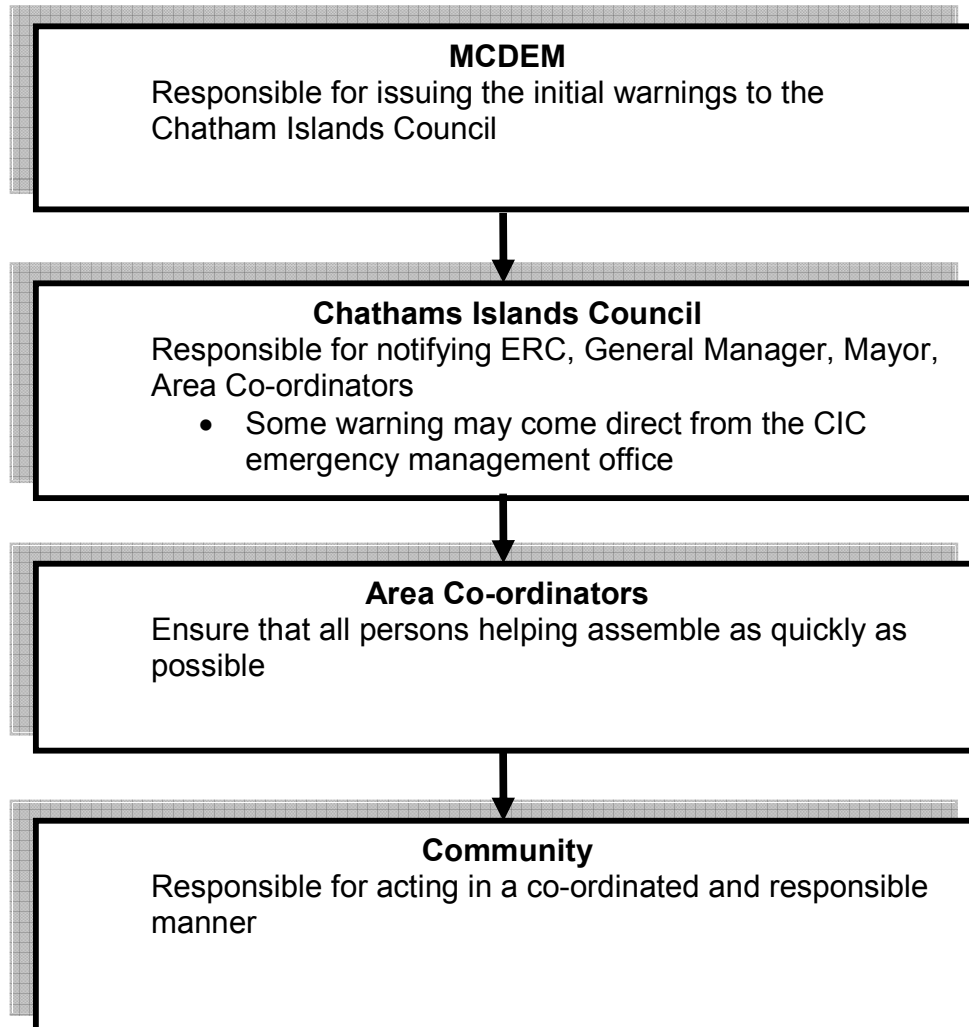 MCDEM
Responsible for issuing the initial warnings to the
Chatham Islands Council
Chathams Islands Council
Responsible for notifying ERC, General Manager, Mayor,
Area Co-ordinators
• Some warning may come direct from the CIC
emergency management office
Area Co-ordinators
Ensure that all persons helping assemble as quickly as
possible
Community
Responsible for acting in a co-ordinated and responsible
manner